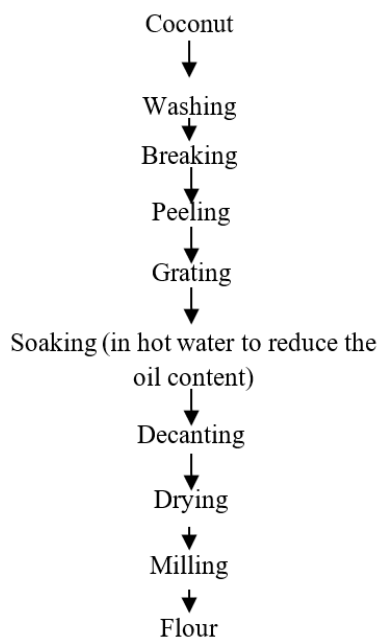 Coconut
Washing
Breaking
Peeling
Grating
Soaking (in hot water to reduce the
oil content)
Decanting
Drying
Milling
Flour